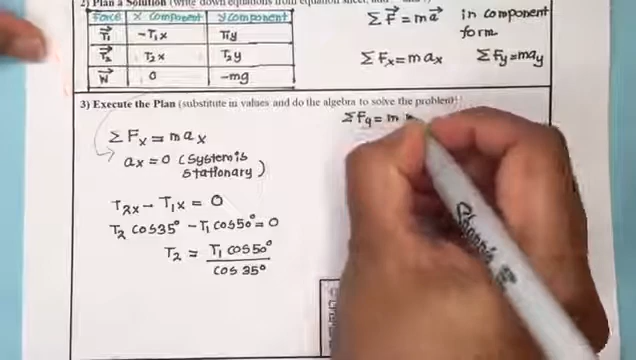 2) Plan a Solution (write down equations from equation sheet,
Force X Component Y Component
T⃗1 -T1x T1y
T⃗2 T2x T2y
W⃗ 0 -mg
ΣF⃗ = ma⃗ in component form
ΣFx = max ΣFy = may
3) Execute the Plan (substitute in values and do the algebra to solve the problem)
ΣFx = max
ax = 0 (System is stationary)
T2x - T1x = 0
T2 cos35° - T1 cos50° = 0
T2 = T1 cos50° / cos 35°
ΣFy = m
Sharpie